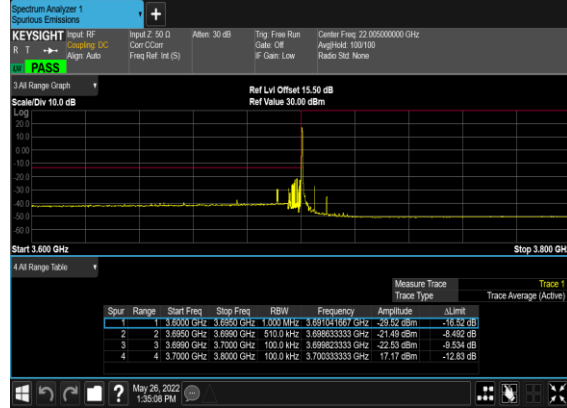 Spectrum Analyzer 1
Spurious Emissions
+
KEYSIGHT Input: RF Input Z: 50 Ω Atten: 30 dB Trig: Free Run Center Freq: 22.005000000 GHz
R T Coupling: DC Corr CCorr Gate: Off Avg|Hold: 100/100
Align: Auto Freq Ref: Int (S) IF Gain: Low Radio Std: None
PASS
3 All Range Graph
Ref Lvl Offset 15.50 dB
Scale/Div 10.0 dB Ref Value 30.00 dBm
Log
20.0
10.0
0.00
-10.0
-20.0
-30.0
-40.0
-50.0
-60.0
Start 3.600 GHz Stop 3.800 GH
4 All Range Table
Measure Trace Trace 1
Trace Type Trace Average (Active)
Spur Range Start Freq Stop Freq RBW Frequency Amplitude ΔLimit
1 1 3.6000 GHz 3.6950 GHz 1.000 MHz 3.691041667 GHz -29.52 dBm -16.52 dB
2 2 3.6950 GHz 3.6990 GHz 510.0 kHz 3.698633333 GHz -21.49 dBm -8.492 dB
3 3 3.6990 GHz 3.7000 GHz 100.0 kHz 3.699823333 GHz -22.53 dBm -9.534 dB
4 4 3.7000 GHz 3.8000 GHz 100.0 kHz 3.700333333 GHz 17.17 dBm -12.83 dB
? May 26, 2022
1:35:08 PM